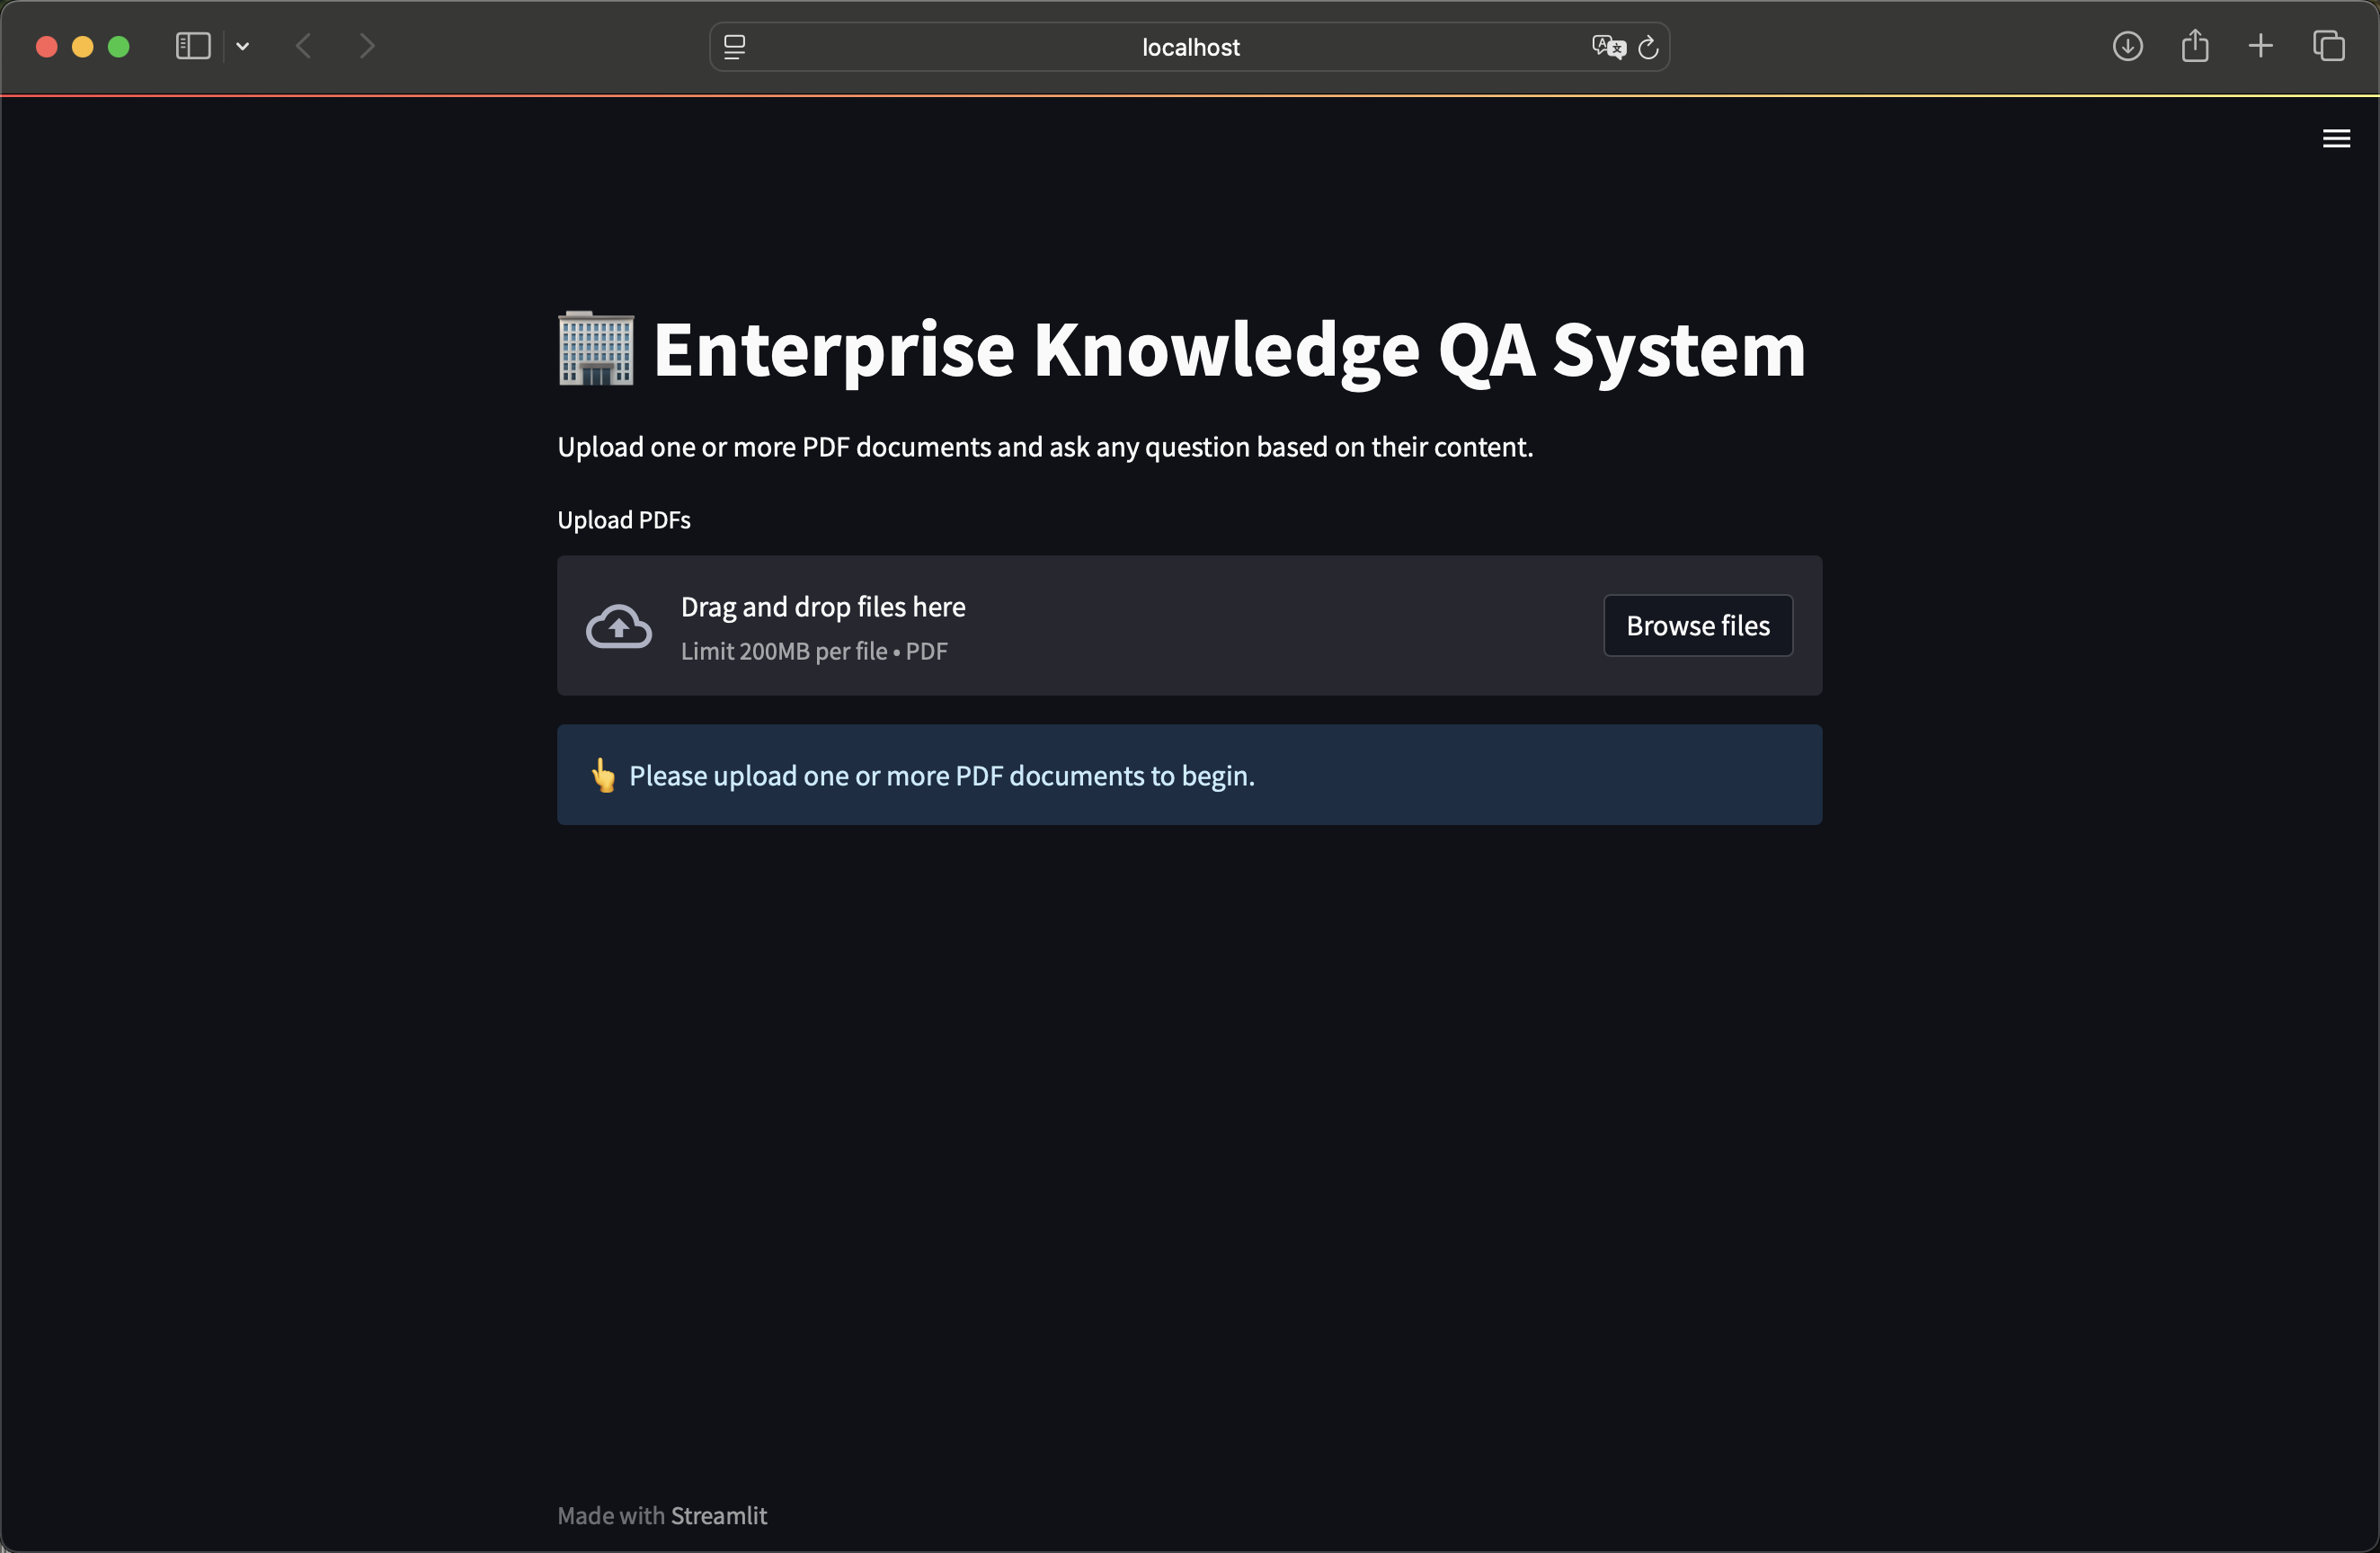 localhost
🏢 Enterprise Knowledge QA System
Upload one or more PDF documents and ask any question based on their content.
Upload PDFs
Drag and drop files here
Limit 200MB per file • PDF
Browse files
👆 Please upload one or more PDF documents to begin.
Made with Streamlit